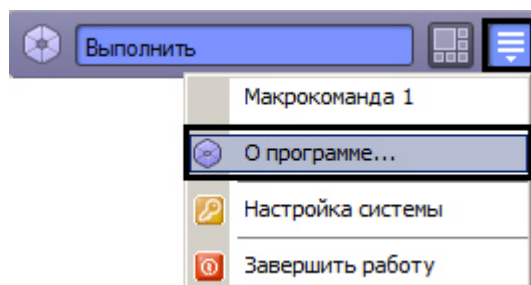 Выполнить
Макрокоманда 1
О программе...
Настройка системы
Завершить работу